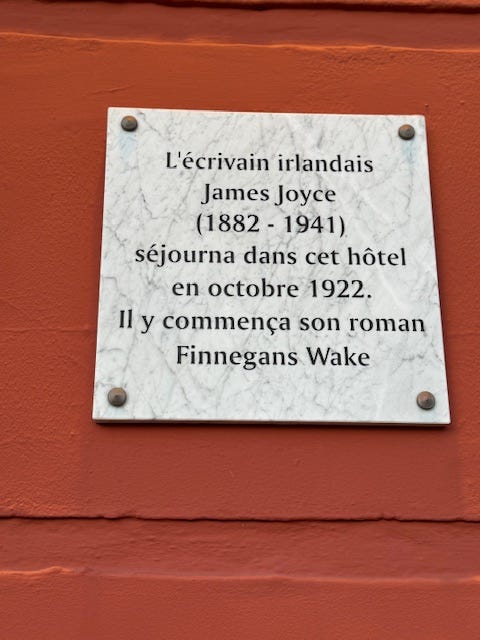 L'écrivain irlandais
James Joyce
(1882 - 1941)
séjourna dans cet hôtel
en octobre 1922.
Il y commença son roman
Finnegans Wake